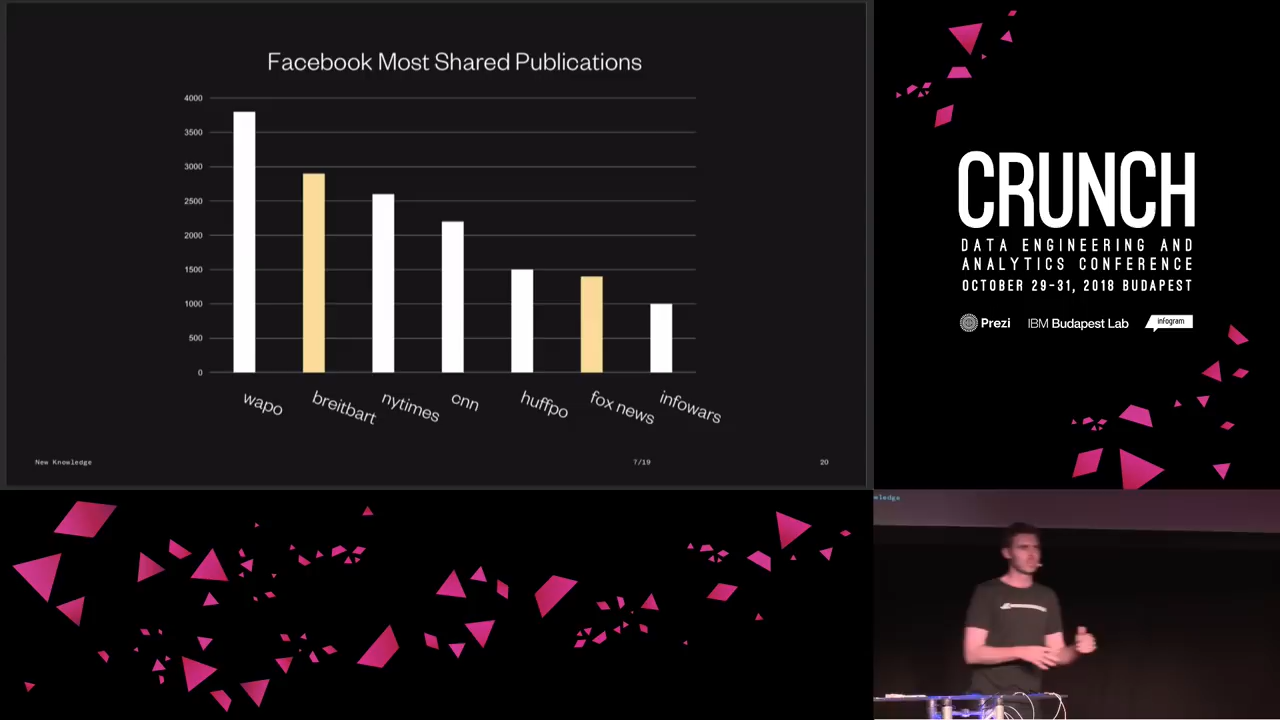 Facebook Most Shared Publications
4000
3500
3000
2500
2000
1500
1000
500
0
wapo
breitbart
nytimes
cnn
huffpo
fox news
infowars
New Knowledge
7/19
20
CRUNCH
DATA ENGINEERING AND
ANALYTICS CONFERENCE
OCTOBER 29-31, 2018 BUDAPEST
Prezi
IBM Budapest Lab
infogram
wledge